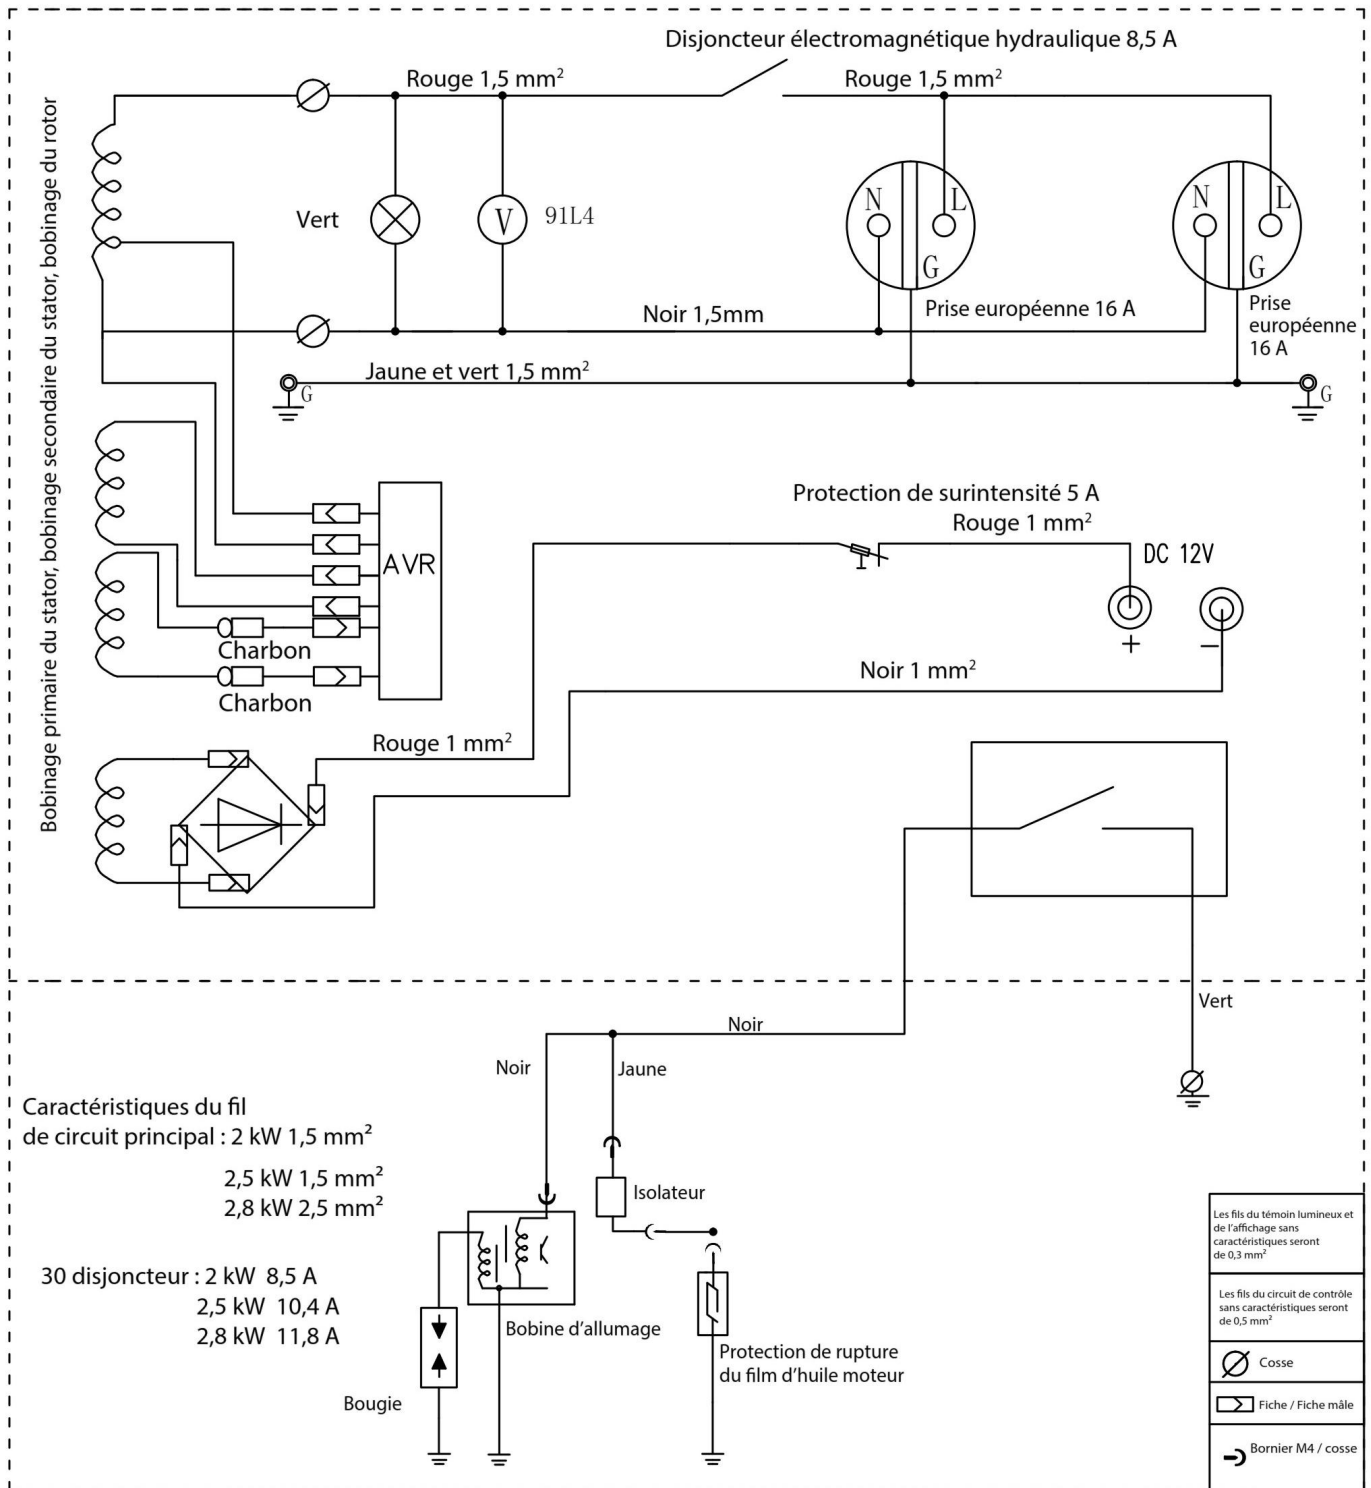 Disjoncteur électromagnétique hydraulique 8,5 A
Rouge 1,5 mm²
Rouge 1,5 mm²
Bobinage primaire du stator, bobinage secondaire du stator, bobinage du rotor
Vert
V
91L4
N
L
G
N
L
G
Noir 1,5mm
Prise européenne 16 A
Prise
européenne
16 A
Jaune et vert 1,5 mm²
G
G
Protection de surintensité 5 A
Rouge 1 mm²
AVR
DC 12V
+
−
Charbon
Charbon
Noir 1 mm²
Rouge 1 mm²
Vert
Noir
Noir
Jaune
Caractéristiques du fil
de circuit principal : 2 kW 1,5 mm²
2,5 kW 1,5 mm²
2,8 kW 2,5 mm²
Isolateur
30 disjoncteur : 2 kW 8,5 A
2,5 kW 10,4 A
2,8 kW 11,8 A
Bobine d’allumage
Protection de rupture
du film d’huile moteur
Bougie
Les fils du témoin lumineux et
de l’affichage sans
caractéristiques seront
de 0,3 mm²
Les fils du circuit de contrôle
sans caractéristiques seront
de 0,5 mm²
Cosse
Fiche / Fiche mâle
Bornier M4 / cosse